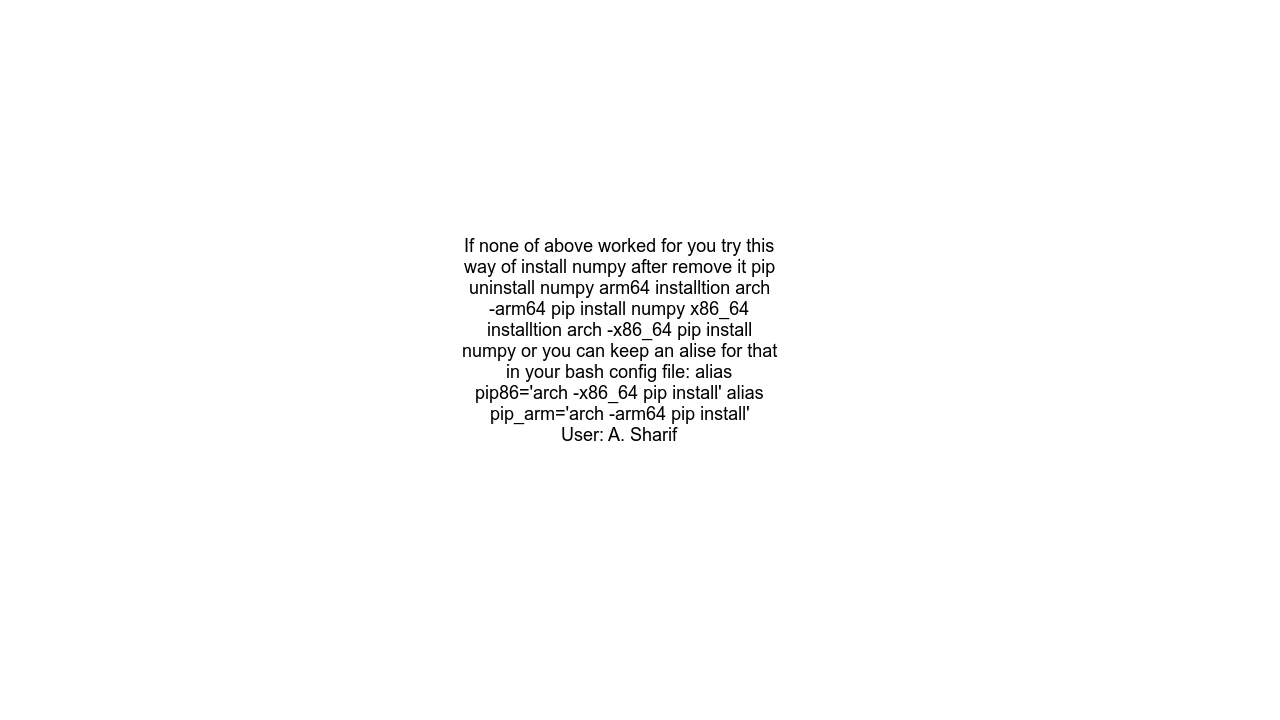 If none of above worked for you try this
way of install numpy after remove it pip
uninstall numpy arm64 installtion arch
-arm64 pip install numpy x86_64
installtion arch -x86_64 pip install
numpy or you can keep an alise for that
in your bash config file: alias
pip86='arch -x86_64 pip install' alias
pip_arm='arch -arm64 pip install'
User: A. Sharif